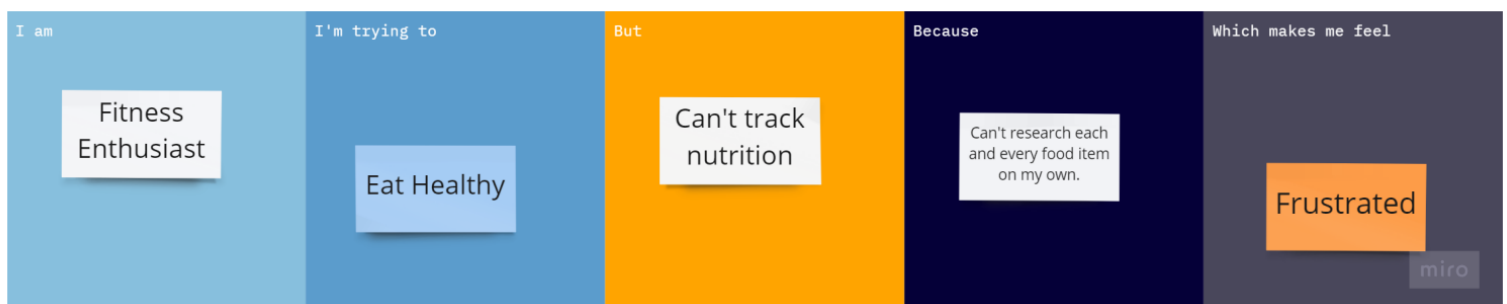 I am
Fitness
Enthusiast
I'm trying to
Eat Healthy
But
Can't track
nutrition
Because
Can't research each
and every food item
on my own.
Which makes me feel
Frustrated
miro